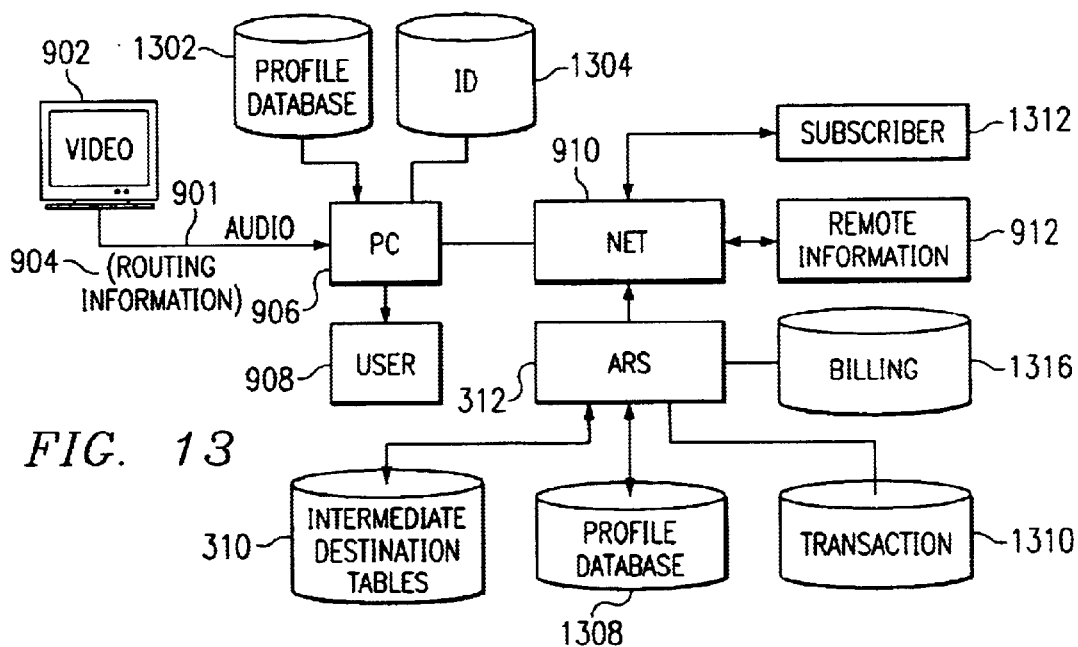 902
1302
PROFILE
DATABASE
ID
1304
VIDEO
901
AUDIO
904
(ROUTING
INFORMATION)
906
PC
910
NET
SUBSCRIBER
1312
REMOTE
INFORMATION
912
908
USER
312
ARS
BILLING
1316
FIG. 13
310
INTERMEDIATE
DESTINATION
TABLES
PROFILE
DATABASE
1308
TRANSACTION
1310